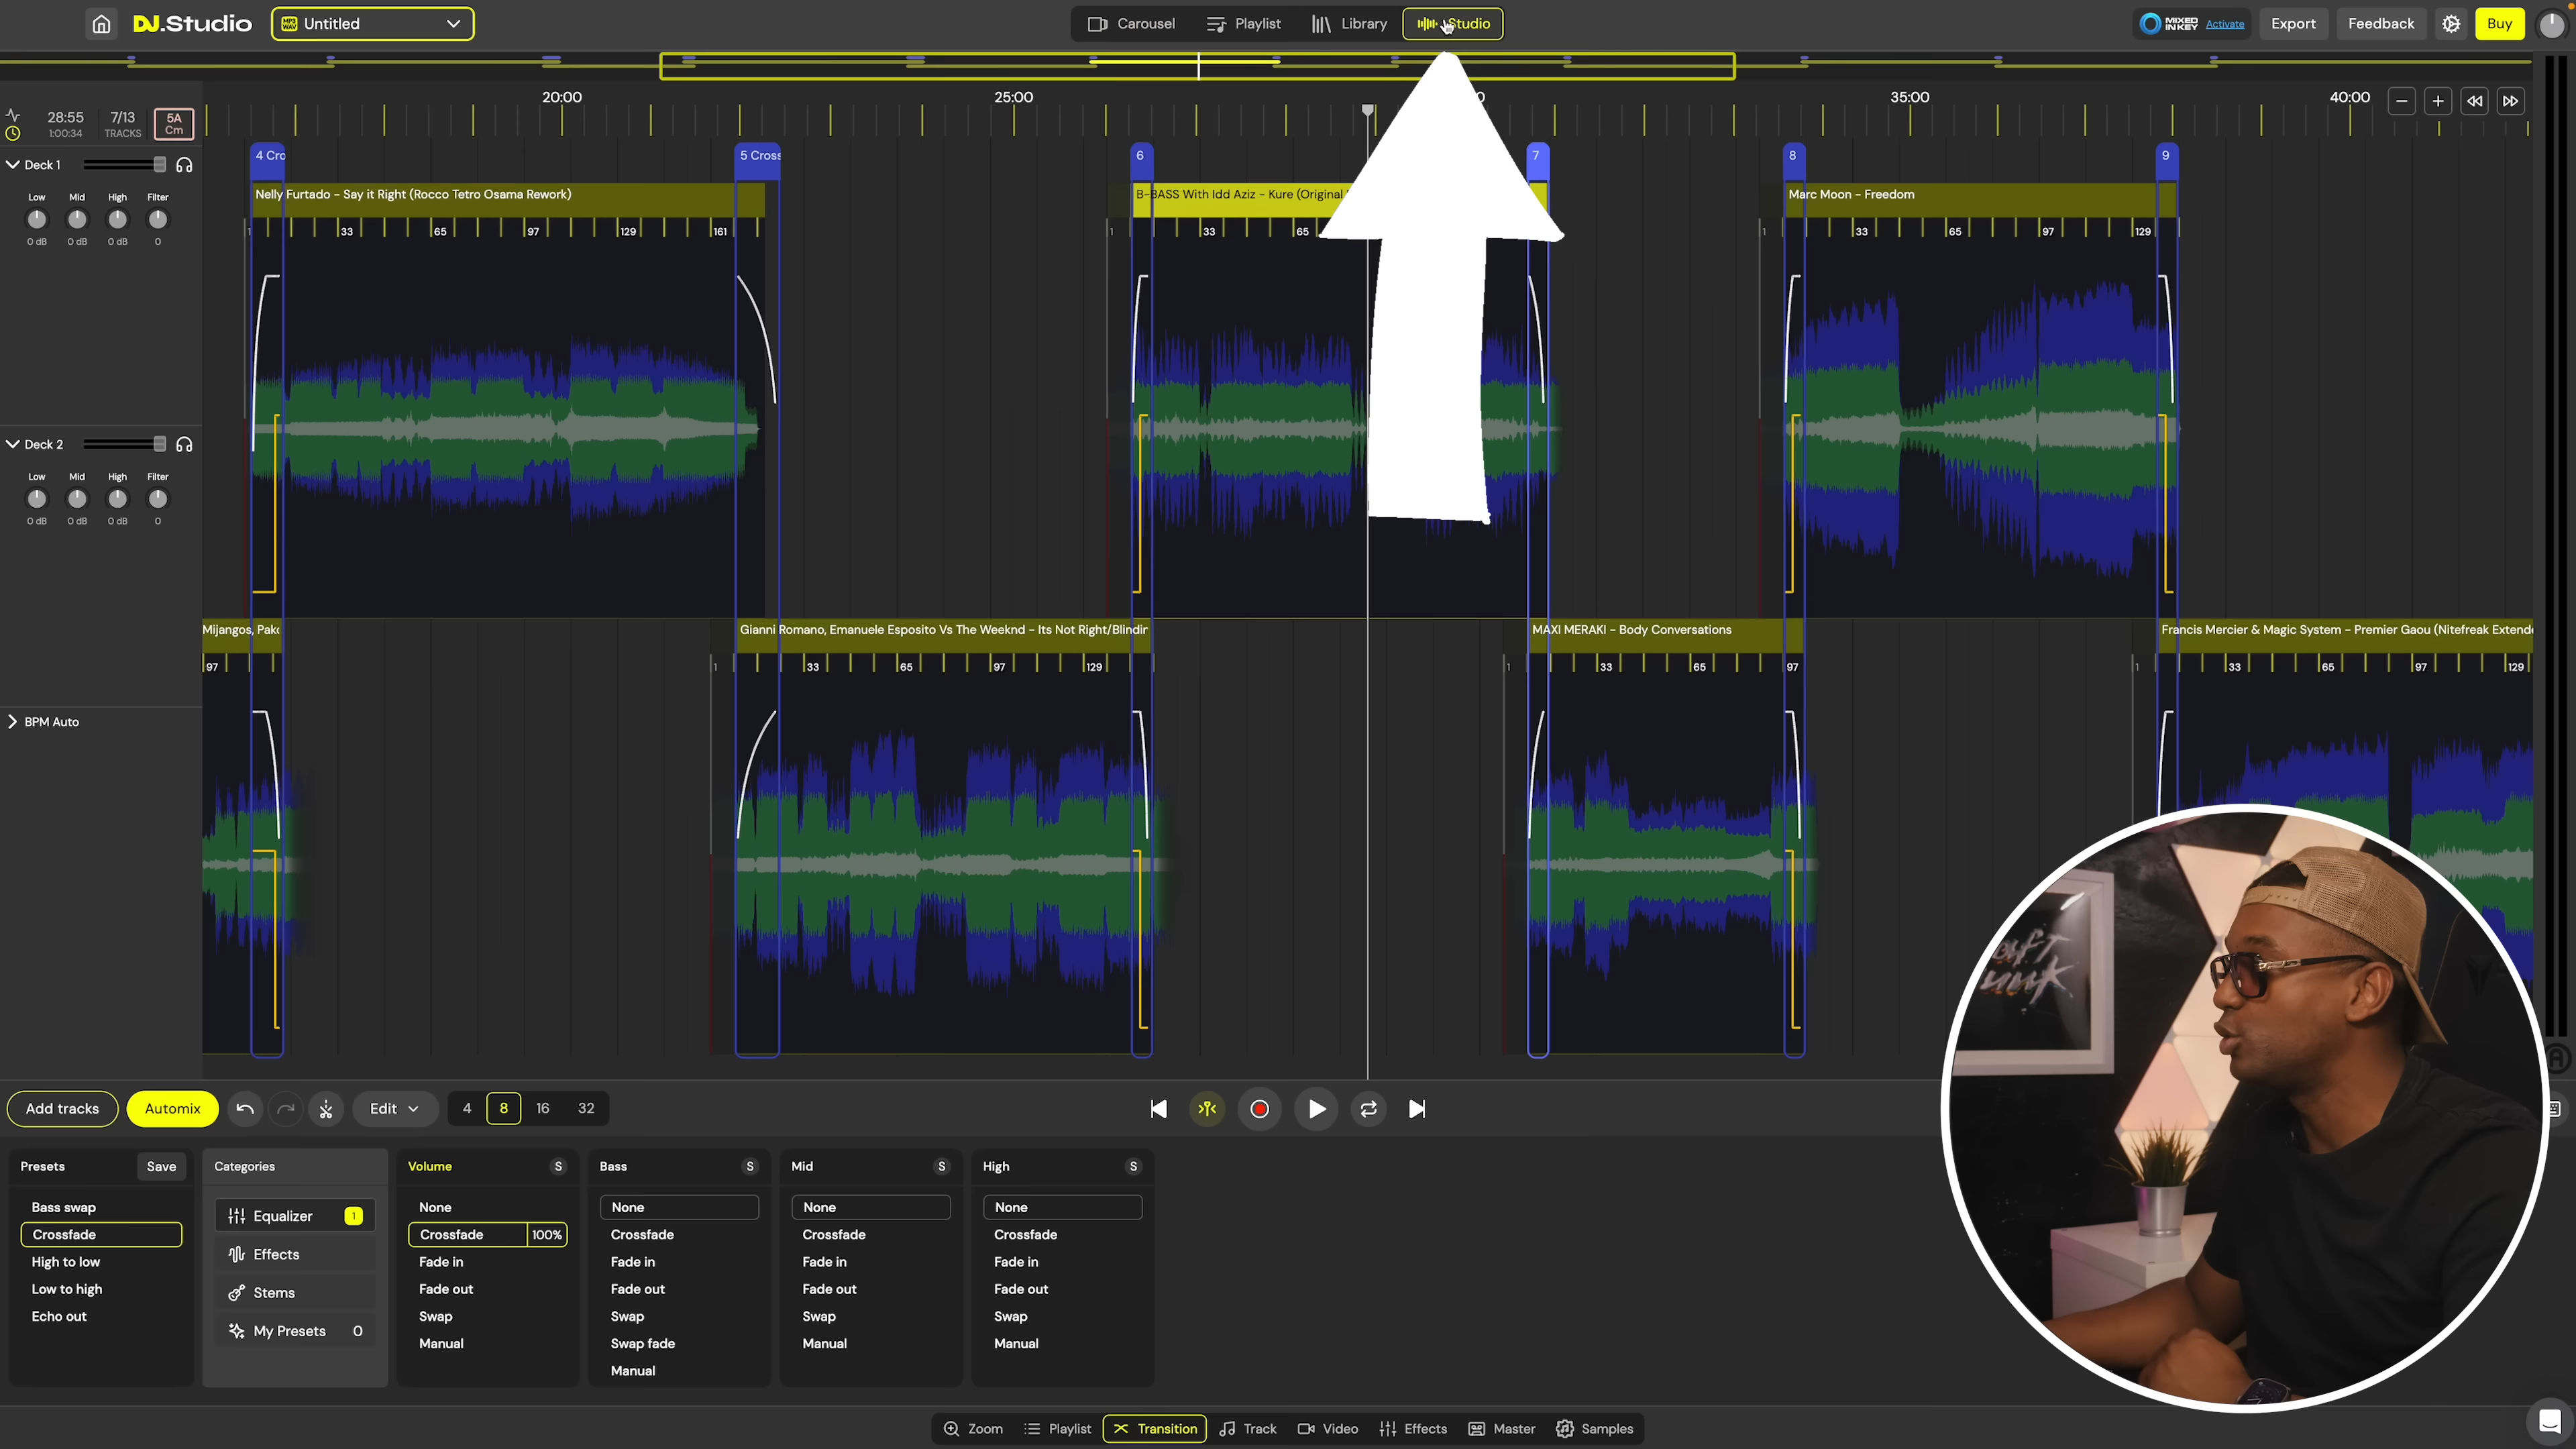 DJ.Studio
MP3 WAV Untitled
Carousel Playlist Library Studio
MIXED IN KEY Activate Export Feedback Buy
20:00 25:00 35:00 40:00
28:55 7/13 5A
1:00:34 TRACKS Cm
4 Cro 5 Cross 6 7 8 9
Deck 1
Nelly Furtado - Say it Right (Rocco Tetro Osama Rework) B-BASS With Idd Aziz - Kure (Original Marc Moon - Freedom
Low Mid High Filter
1 33 65 97 129 161 1 33 65 1 33 65 97 129
0 dB 0 dB 0 dB 0
Deck 2
Low Mid High Filter
0 dB 0 dB 0 dB 0
Mijangos, Pako Gianni Romano, Emanuele Esposito Vs The Weeknd - Its Not Right/Blindin MAXI MERAKI - Body Conversations Francis Mercier & Magic System - Premier Gaou (Nitefreak Extende
97 1 33 65 97 129 1 33 65 97 1 33 65 97 129
BPM Auto
Add tracks Automix Edit 4 8 16 32
Presets Save Categories Volume S Bass S Mid S High S
Bass swap
Crossfade
High to low
Low to high
Echo out
Equalizer 1
Effects
Stems
My Presets 0
None
Crossfade 100%
Fade in
Fade out
Swap
Manual
None
Crossfade
Fade in
Fade out
Swap
Swap fade
Manual
None
Crossfade
Fade in
Fade out
Swap
Manual
None
Crossfade
Fade in
Fade out
Swap
Manual
Zoom Playlist Transition Track Video Effects Master Samples